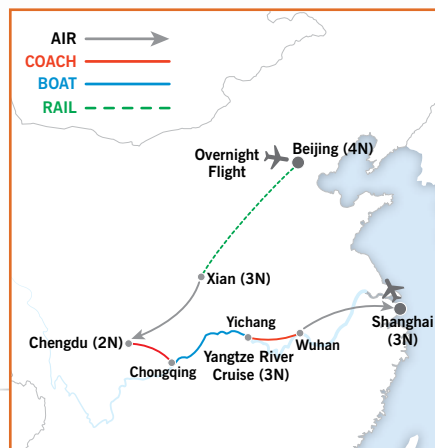 AIR
COACH
BOAT
RAIL
Overnight
Flight
Beijing (4N)
Xian (3N)
Chengdu (2N)
Chongqing
Yichang
Yangtze River
Cruise (3N)
Wuhan
Shanghai
(3N)